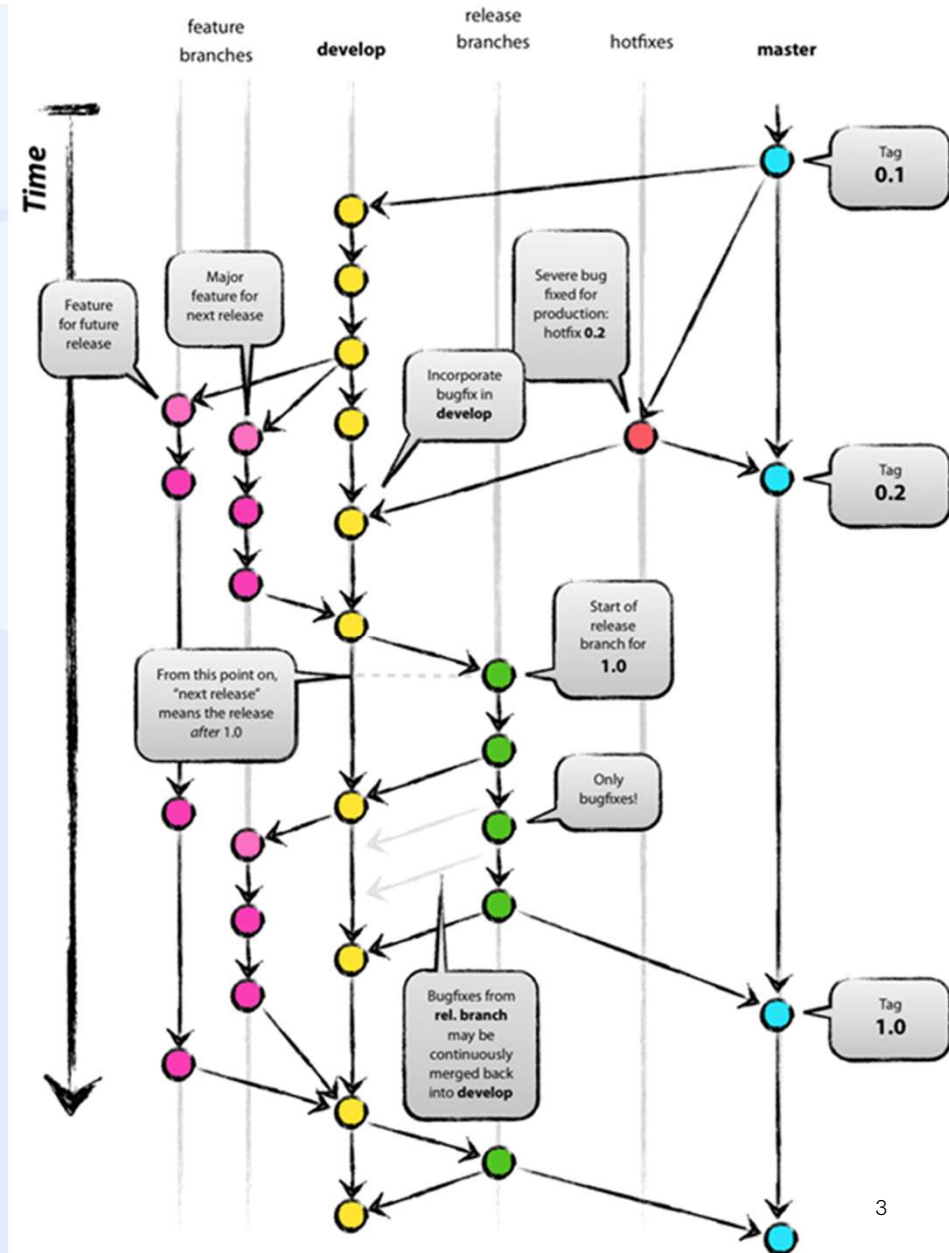 feature
branches
develop
release
branches
hotfixes
master
Time
Tag
0.1
Feature
for future
release
Major
feature for
next release
Severe bug
fixed for
production:
hotfix 0.2
Incorporate
bugfix in
develop
Tag
0.2
Start of
release
branch for
1.0
From this point on,
“next release”
means the release
after 1.0
Only
bugfixes!
Bugfixes from
rel. branch
may be
continuously
merged back
into develop
Tag
1.0
3